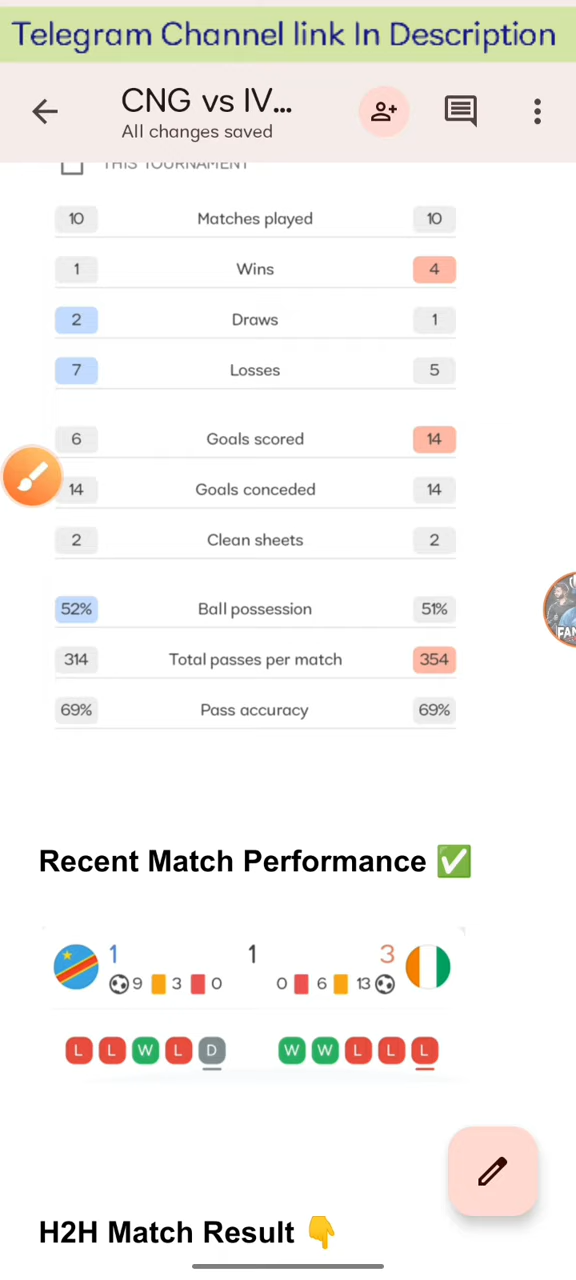 Telegram Channel link In Description
CNG vs IV...
All changes saved
THIS TOURNAMENT
10 Matches played 10
1 Wins 4
2 Draws 1
7 Losses 5
6 Goals scored 14
14 Goals conceded 14
2 Clean sheets 2
52% Ball possession 51%
314 Total passes per match 354
69% Pass accuracy 69%
FAN
Recent Match Performance ✅
1 1 3
9 3 0 0 6 13
L L W L D W W L L L
H2H Match Result 👇